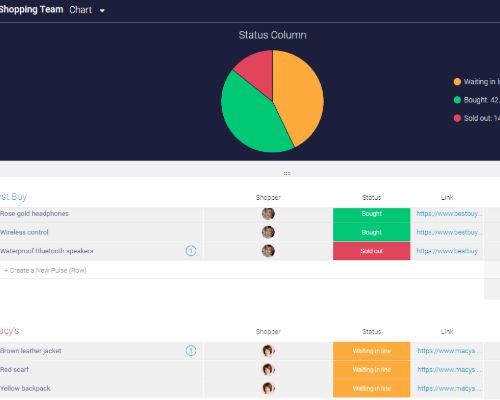 Shopping Team Chart
Status Column
Waiting in l
Bought: 42.
Sold out: 14
st Buy Shopper Status Link
Rose gold headphones Bought https://www.bestbuy...
Wireless control Bought https://www.bestbuy...
Waterproof Bluetooth speakers 1 Sold out https://www.bestbuy...
+ Create a New Pulse (Row)
acy's Shopper Status Link
Brown leather jacket 1 Waiting in line https://www.macys...
Red scarf Waiting in line https://www.macys...
Yellow backpack Waiting in line https://www.macys...